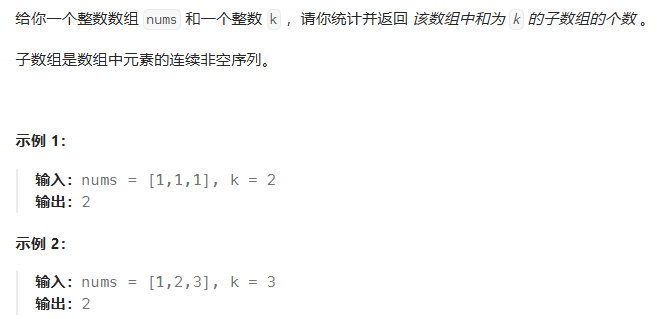 给你一个整数数组 nums 和一个整数 k ，请你统计并返回 该数组中和为 k 的子数组的个数 。
子数组是数组中元素的连续非空序列。
示例 1：
输入：nums = [1,1,1], k = 2
输出：2
示例 2：
输入：nums = [1,2,3], k = 3
输出：2